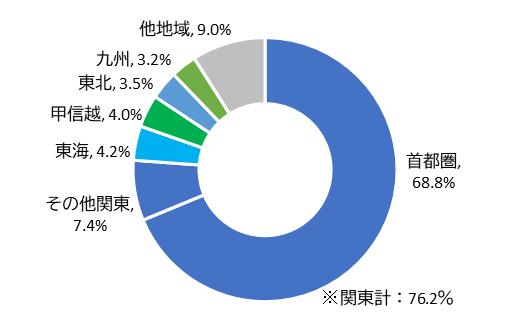 他地域, 9.0%
九州, 3.2%
東北, 3.5%
甲信越, 4.0%
東海, 4.2%
その他関東,
7.4%
首都圏,
68.8%
※関東計：76.2%